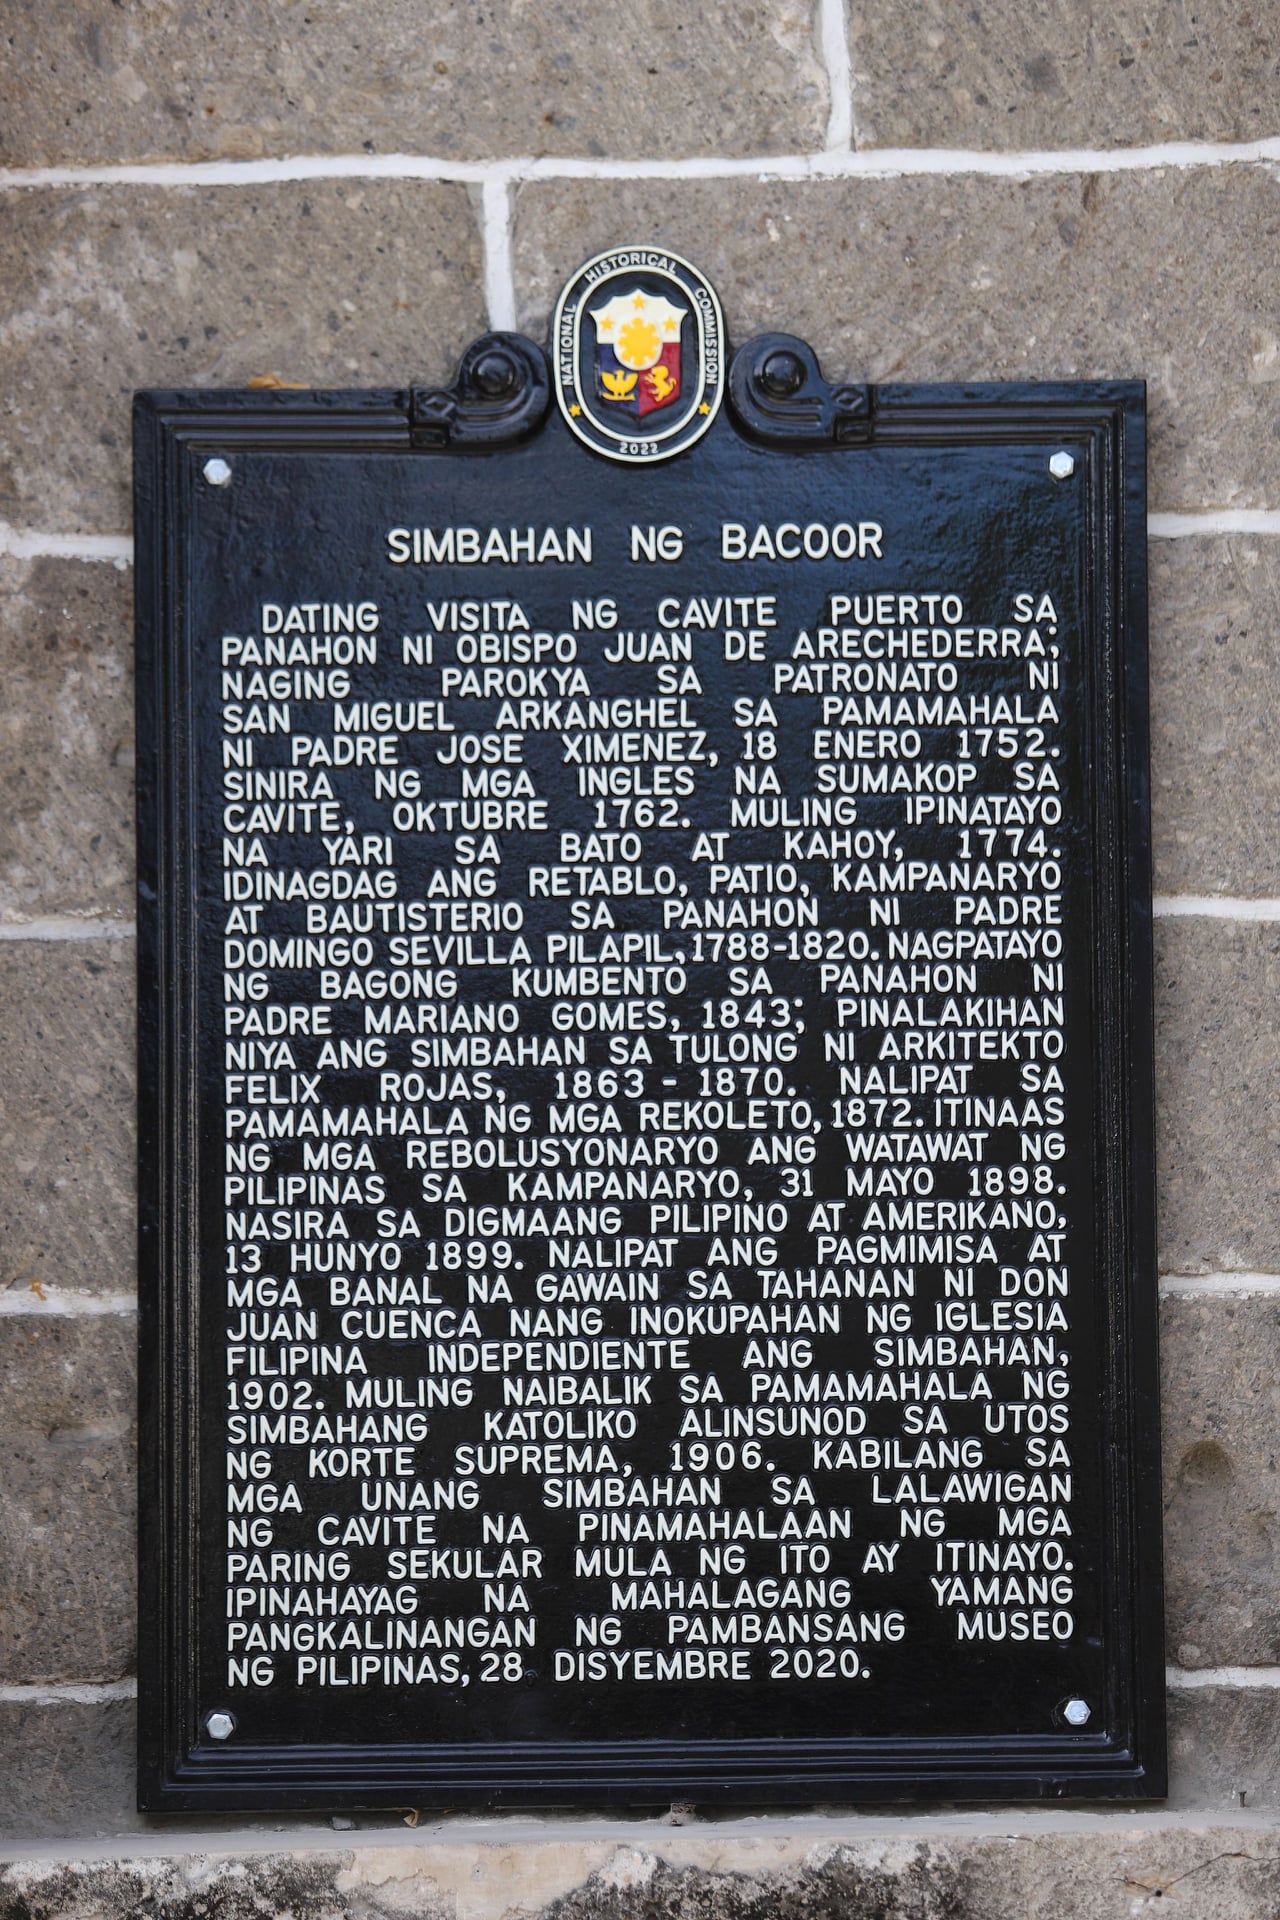 NATIONAL HISTORICAL COMMISSION
2022
SIMBAHAN NG BACOOR
DATING VISITA NG CAVITE PUERTO SA
PANAHON NI OBISPO JUAN DE ARECHEDERRA;
NAGING PAROKYA SA PATRONATO NI
SAN MIGUEL ARKANGHEL SA PAMAMAHALA
NI PADRE JOSE XIMENEZ, 18 ENERO 1752.
SINIRA NG MGA INGLES NA SUMAKOP SA
CAVITE, OKTUBRE 1762. MULING IPINATAYO
NA YARI SA BATO AT KAHOY, 1774.
IDINAGDAG ANG RETABLO, PATIO, KAMPANARYO
AT BAUTISTERIO SA PANAHON NI PADRE
DOMINGO SEVILLA PILAPIL, 1788-1820. NAGPATAYO
NG BAGONG KUMBENTO SA PANAHON NI
PADRE MARIANO GOMES, 1843; PINALAKIHAN
NIYA ANG SIMBAHAN SA TULONG NI ARKITEKTO
FELIX ROJAS, 1863 - 1870. NALIPAT SA
PAMAMAHALA NG MGA REKOLETO, 1872. ITINAAS
NG MGA REBOLUSYONARYO ANG WATAWAT NG
PILIPINAS SA KAMPANARYO, 31 MAYO 1898.
NASIRA SA DIGMAANG PILIPINO AT AMERIKANO,
13 HUNYO 1899. NALIPAT ANG PAGMIMISA AT
MGA BANAL NA GAWAIN SA TAHANAN NI DON
JUAN CUENCA NANG INOKUPAHAN NG IGLESIA
FILIPINA INDEPENDIENTE ANG SIMBAHAN,
1902. MULING NAIBALIK SA PAMAMAHALA NG
SIMBAHANG KATOLIKO ALINSUNOD SA UTOS
NG KORTE SUPREMA, 1906. KABILANG SA
MGA UNANG SIMBAHAN SA LALAWIGAN
NG CAVITE NA PINAMAHALAAN NG MGA
PARING SEKULAR MULA NG ITO AY ITINAYO.
IPINAHAYAG NA MAHALAGANG YAMANG
PANGKALINANGAN NG PAMBANSANG MUSEO
NG PILIPINAS, 28 DISYEMBRE 2020.